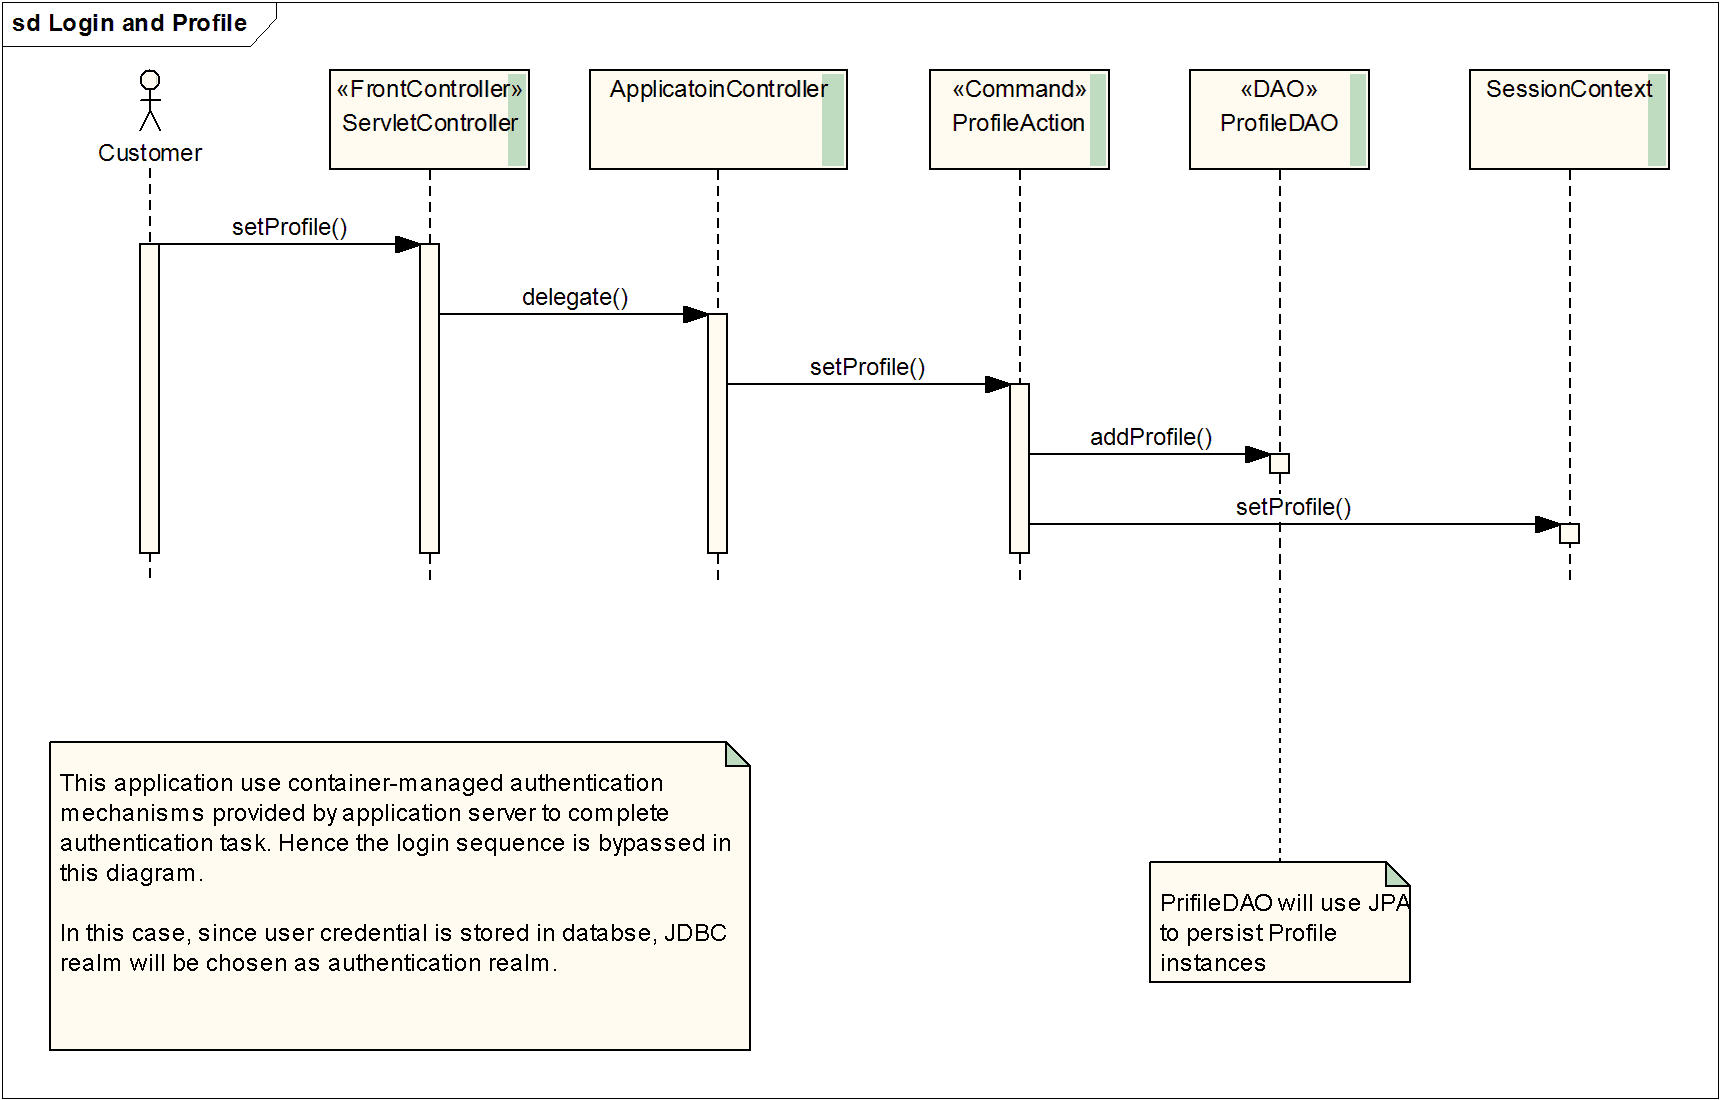 sd Login and Profile
Customer
«FrontController»
ServletController
ApplicatoinController
«Command»
ProfileAction
«DAO»
ProfileDAO
SessionContext
setProfile()
delegate()
setProfile()
addProfile()
setProfile()
This application use container-managed authentication
mechanisms provided by application server to complete
authentication task. Hence the login sequence is bypassed in
this diagram.
In this case, since user credential is stored in databse, JDBC
realm will be chosen as authentication realm.
PrifileDAO will use JPA
to persist Profile
instances